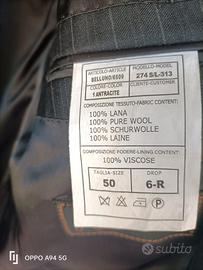 ARTICOLO-ARTICLE
BELLUNO/6509
MODELLO-MODEL
274 S/L-313
COLORE-COLOR
1 ANTRACITE
CLIENTE-CUSTOMER
COMPOSIZIONE TESSUTO-FABRIC CONTENT:
100% LANA
100% PURE WOOL
100% SCHURWOLLE
100% LAINE
COMPOSIZIONE FODERE-LINING CONTENT:
100% VISCOSE
TAGLIA-SIZE
50
DROP
6-R
OPPO A94 5G
subito